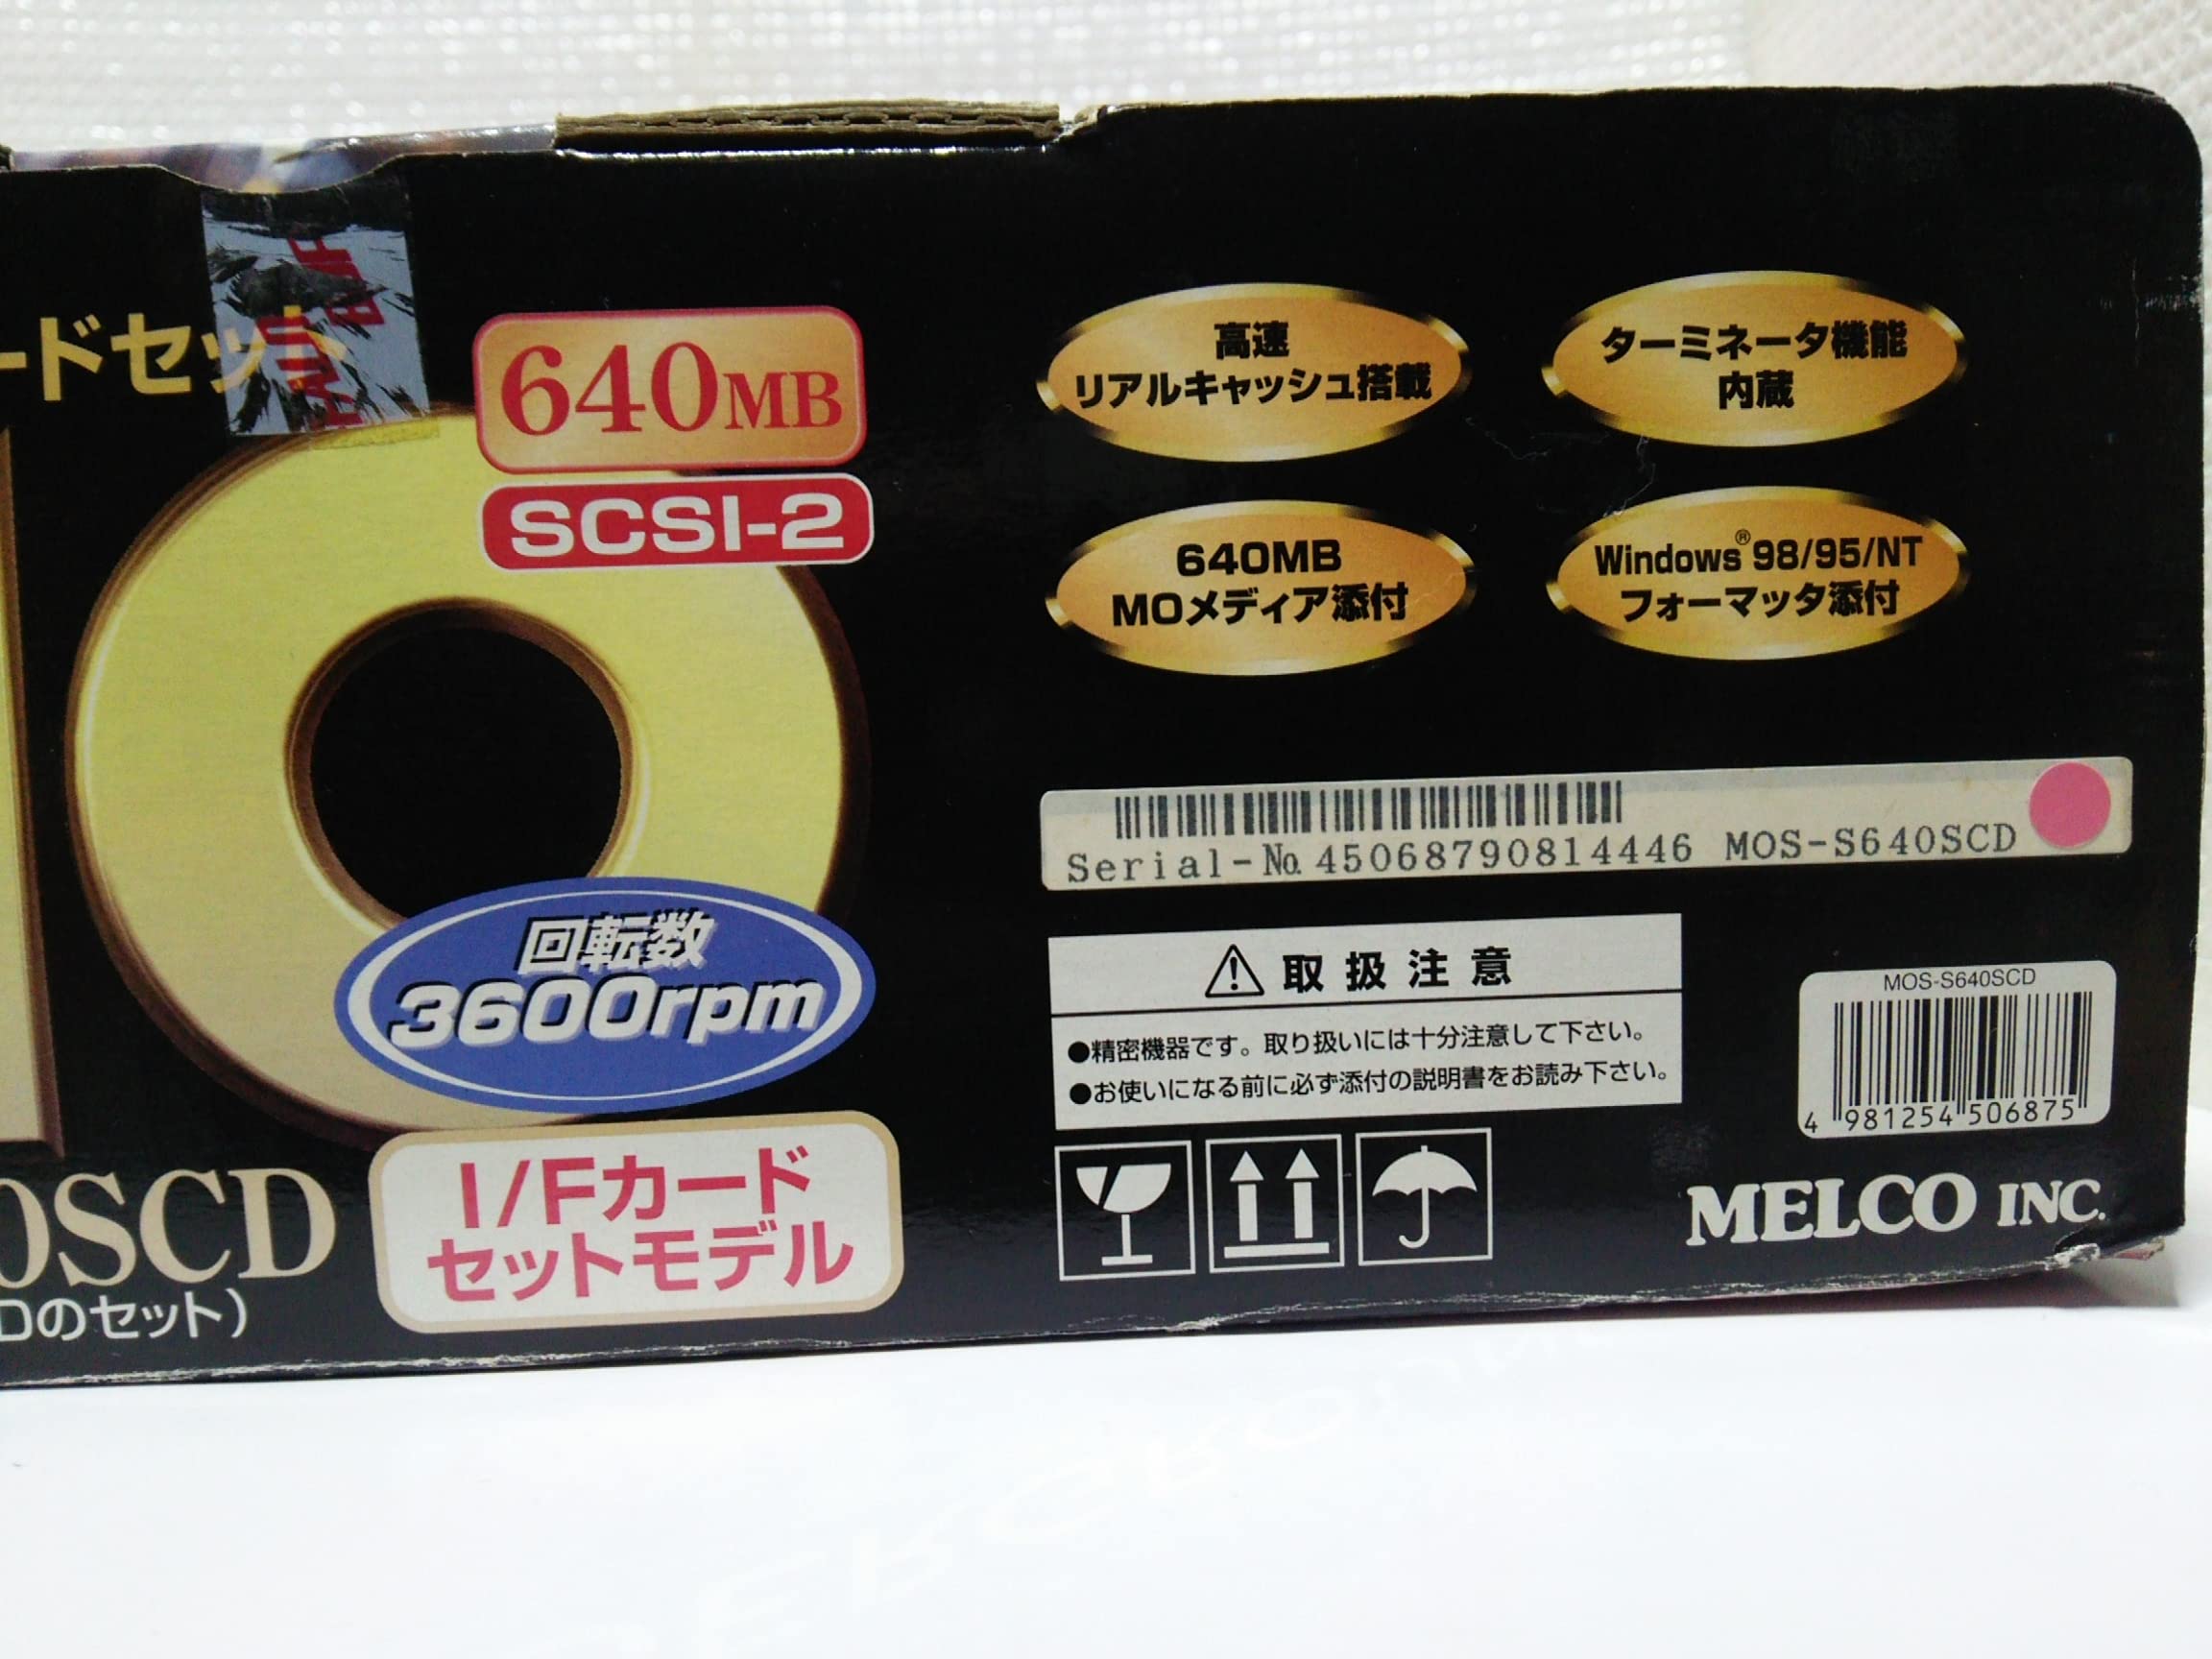 ードセット
640MB
SCSI-2
回転数
3600rpm
0SCD
Dのセット)
I/Fカード
セットモデル
高速
リアルキャッシュ搭載
ターミネータ機能
内蔵
640MB
MOメディア添付
Windows® 98/95/NT
フォーマッタ添付
Serial-No. 45068790814446 MOS-S640SCD
取扱注意
●精密機器です。取り扱いには十分注意して下さい。
●お使いになる前に必ず添付の説明書をお読み下さい。
MOS-S640SCD
4 981254 506875
MELCO INC.